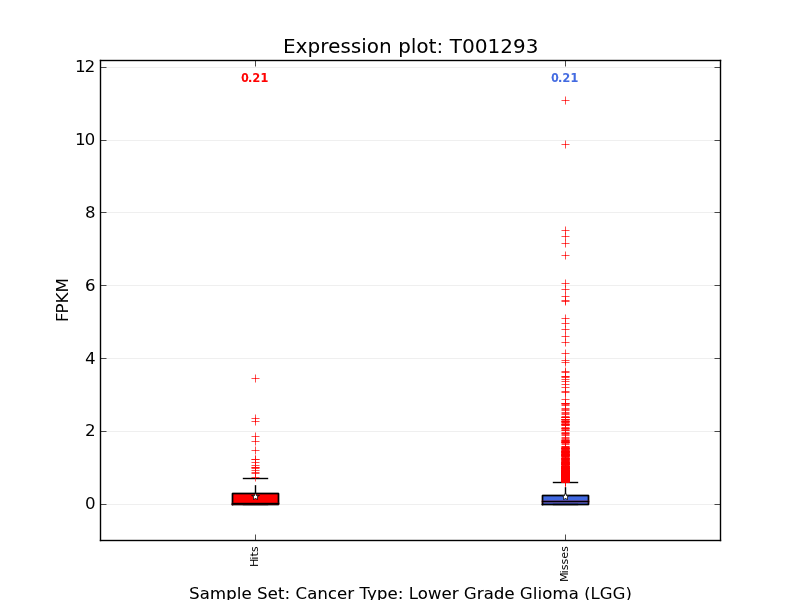 Expression plot: T001293
12
10
8
6
4
2
0
FPKM
0.21
0.21
Hits
Misses
Sample Set: Cancer Type: Lower Grade Glioma (LGG)